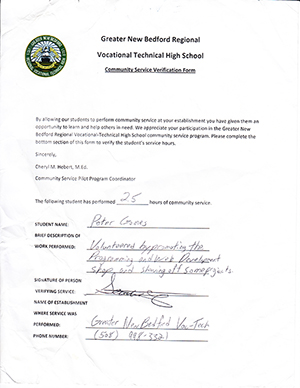 Greater New Bedford Regional
Vocational Technical High School
Community Service Verification Form
By allowing our students to perform community service at your establishment you have given them an
opportunity to learn and help others in need. We appreciate your participation in the Greater New
Bedford Regional Vocational-Technical High School community service program. Please complete the
bottom section of this form to verify the student's service hours.
Sincerely,
Cheryl M. Hebert, M.Ed.
Community Service Pilot Program Coordinator
The following student has performed 25 hours of community service:
STUDENT NAME: Peter
BRIEF DESCRIPTION OF
WORK PERFORMED: Volunteered by promoting the
Programming and Web Development
shop and showing off some projects.
SIGNATURE OF PERSON
VERIFYING SERVICE:
NAME OF ESTABLISHMENT
WHERE SERVICE WAS
PERFORMED: Greater New Bedford Voc-Tech
PHONE NUMBER: (508) 998-3321